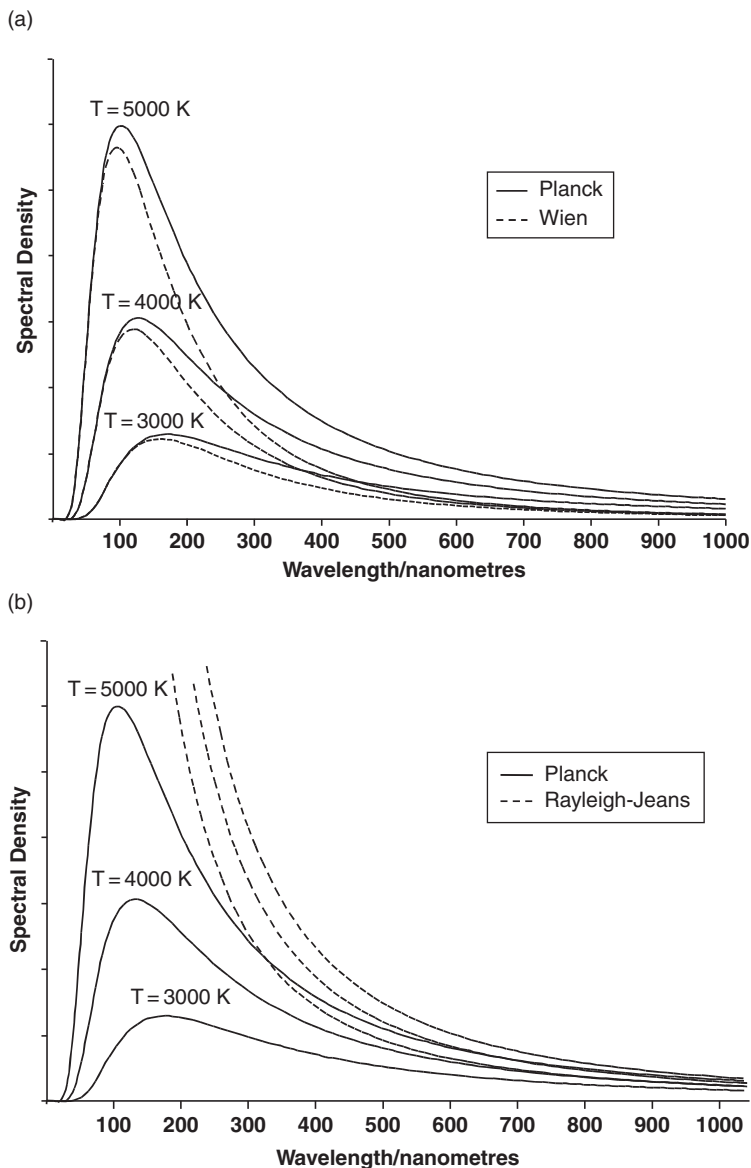 (a)
T = 5000 K
Planck
Wien
Spectral Density
T = 4000 K
T = 3000 K
100 200 300 400 500 600 700 800 900 1000
Wavelength/nanometres
(b)
T = 5000 K
Planck
Rayleigh-Jeans
Spectral Density
T = 4000 K
T = 3000 K
100 200 300 400 500 600 700 800 900 1000
Wavelength/nanometres